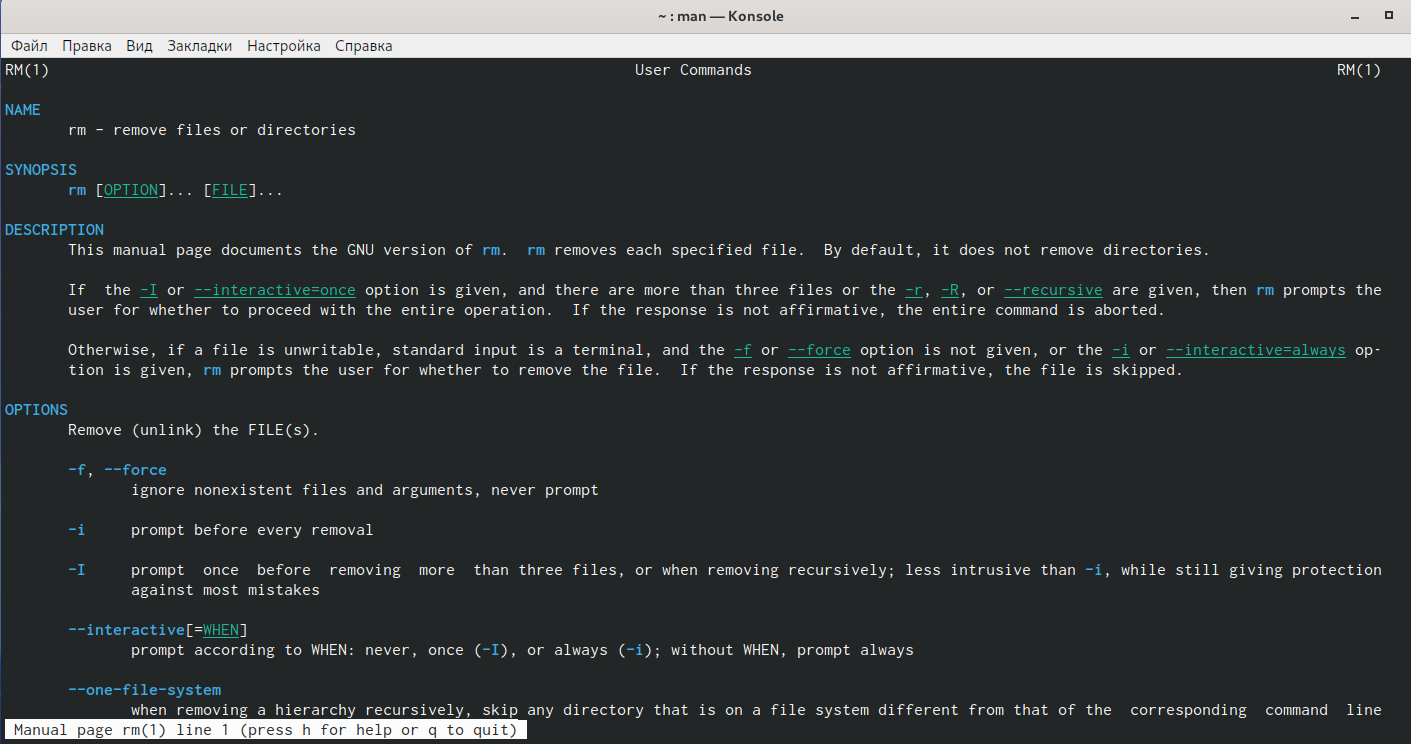 ~ : man — Konsole
Файл Правка Вид Закладки Настройка Справка
RM(1) User Commands RM(1)
NAME
rm - remove files or directories
SYNOPSIS
rm [OPTION]... [FILE]...
DESCRIPTION
This manual page documents the GNU version of rm.  rm removes each specified file.  By default, it does not remove directories.
If  the -I or --interactive=once option is given, and there are more than three files or the -r, -R, or --recursive are given, then rm prompts the
user for whether to proceed with the entire operation.  If the response is not affirmative, the entire command is aborted.
Otherwise, if a file is unwritable, standard input is a terminal, and the -f or --force option is not given, or the -i or --interactive=always op-
tion is given, rm prompts the user for whether to remove the file.  If the response is not affirmative, the file is skipped.
OPTIONS
Remove (unlink) the FILE(s).
-f, --force
ignore nonexistent files and arguments, never prompt
-i     prompt before every removal
-I     prompt  once  before  removing  more  than three files, or when removing recursively; less intrusive than -i, while still giving protection
against most mistakes
--interactive[=WHEN]
prompt according to WHEN: never, once (-I), or always (-i); without WHEN, prompt always
--one-file-system
when removing a hierarchy recursively, skip any directory that is on a file system different from that of the  corresponding  command  line
Manual page rm(1) line 1 (press h for help or q to quit)